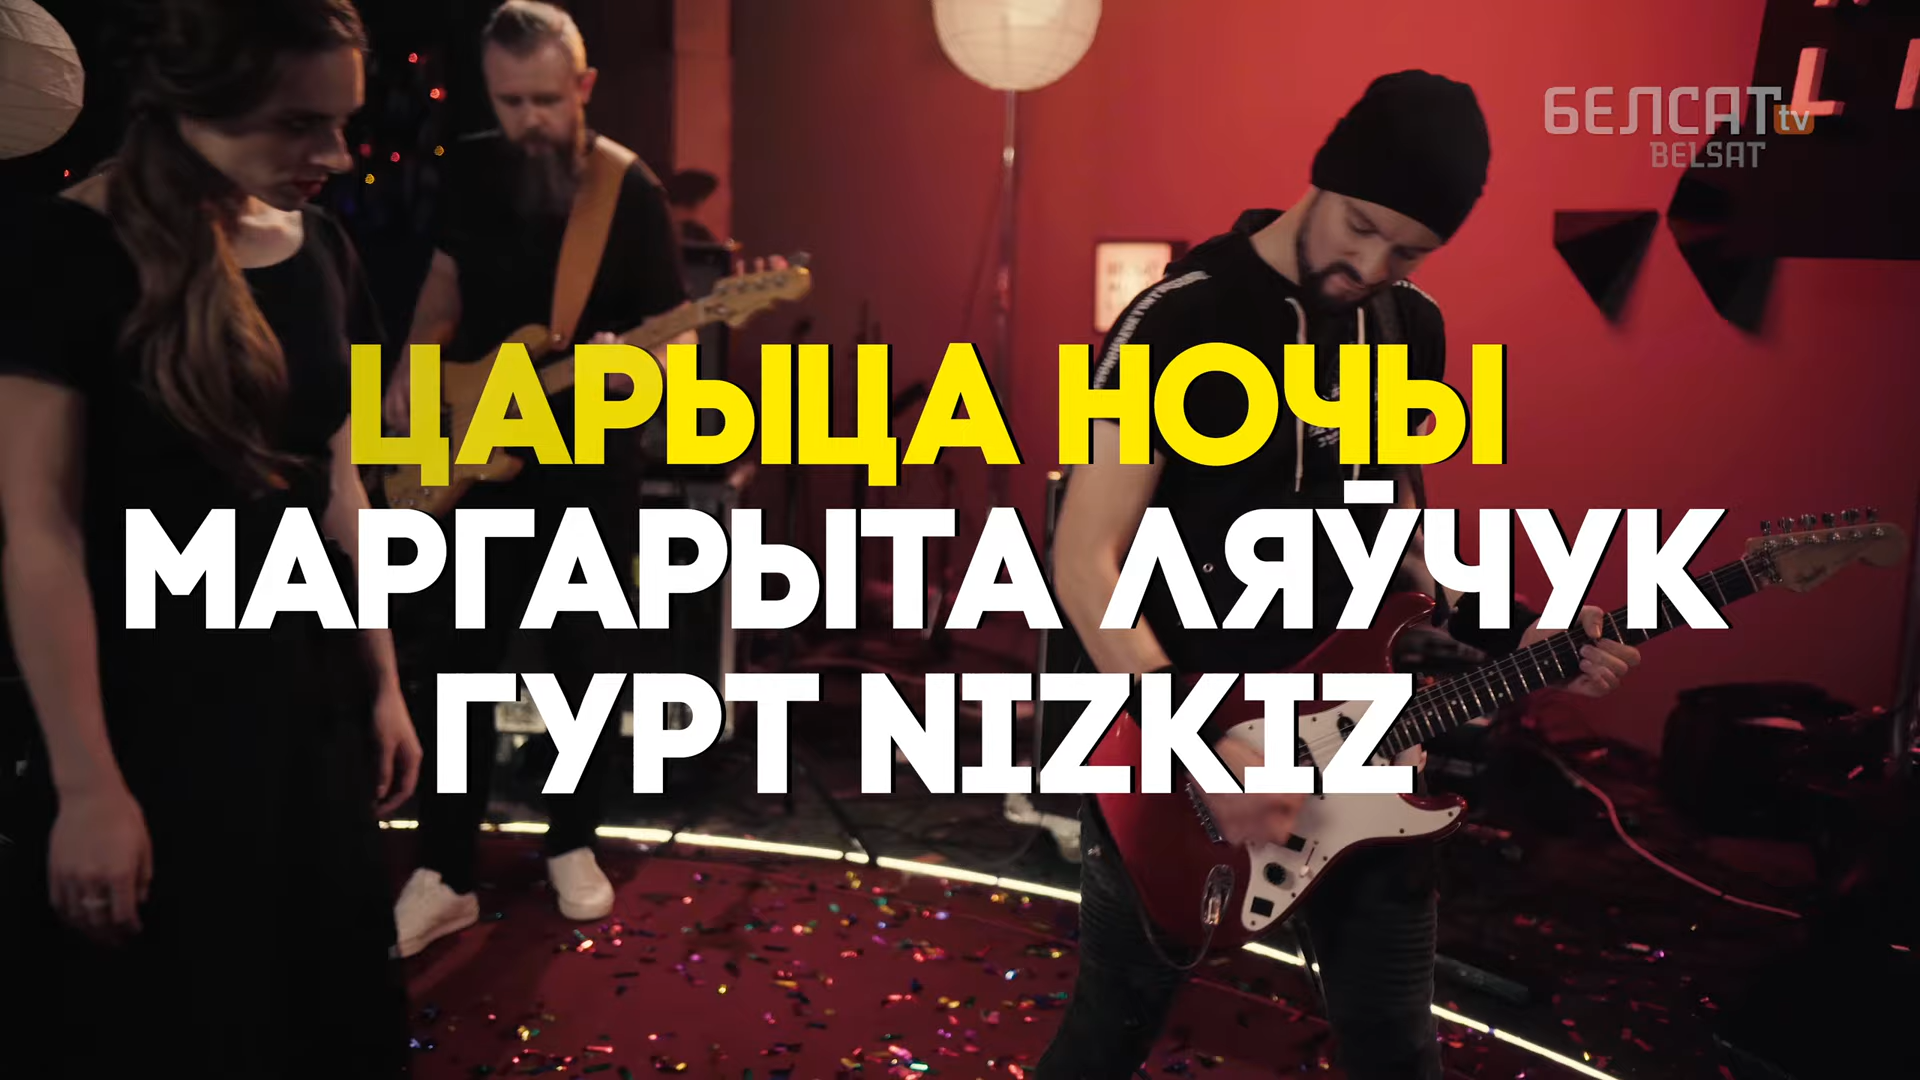 БЕЛСАТ tv
BELSAT
ЦАРЫЦА НОЧЫ
МАРГАРЫТА ЛЯЎЧУК
ГУРТ NIZKIZ